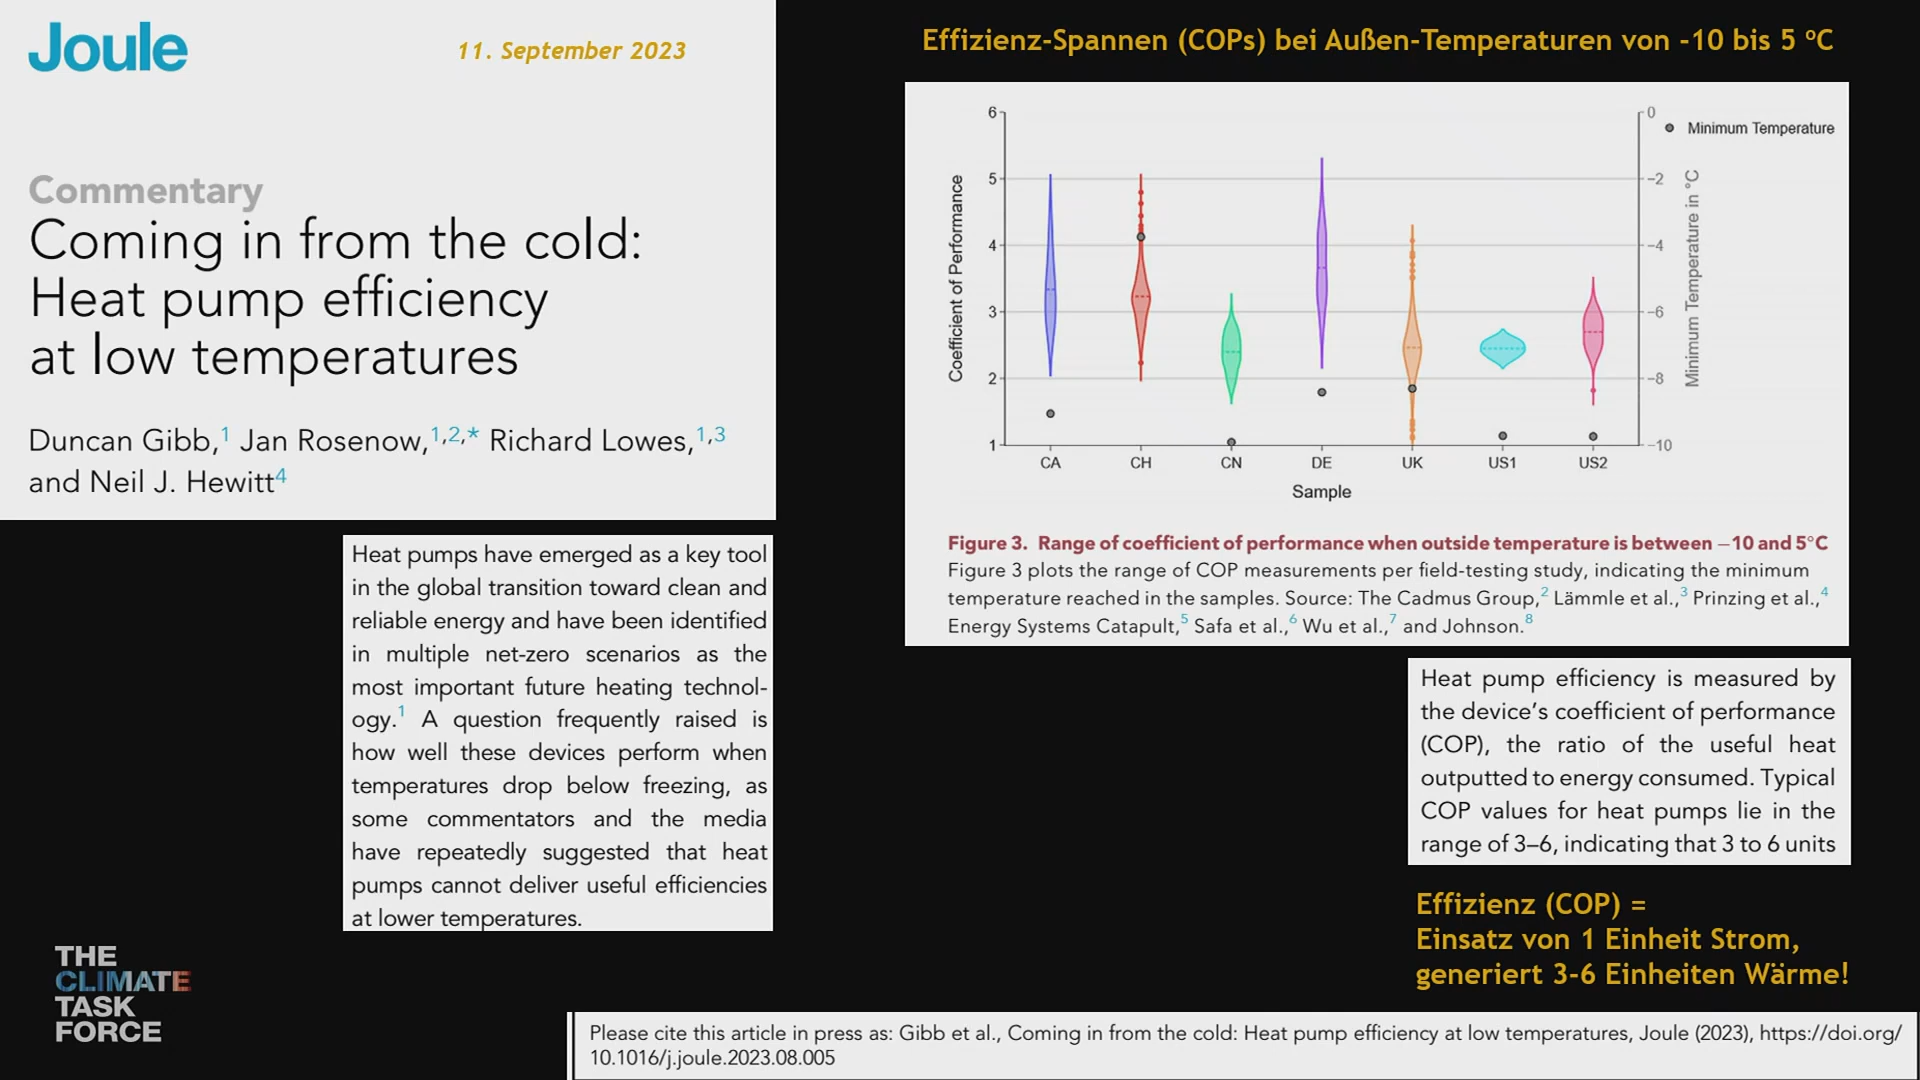 Joule
11. September 2023
Commentary
Coming in from the cold:
Heat pump efficiency
at low temperatures
Duncan Gibb,1 Jan Rosenow,1,2,* Richard Lowes,1,3
and Neil J. Hewitt4
Heat pumps have emerged as a key tool
in the global transition toward clean and
reliable energy and have been identified
in multiple net-zero scenarios as the
most important future heating technol-
ogy.1 A question frequently raised is
how well these devices perform when
temperatures drop below freezing, as
some commentators and the media
have repeatedly suggested that heat
pumps cannot deliver useful efficiencies
at lower temperatures.
THE
CLIMATE
TASK
FORCE
Effizienz-Spannen (COPs) bei Außen-Temperaturen von -10 bis 5 ºC
Minimum Temperature
Coefficient of Performance
6
5
4
3
2
1
0
−2
−4
−6
−8
−10
Minimum Temperature in °C
CA CH CN DE UK US1 US2
Sample
Figure 3. Range of coefficient of performance when outside temperature is between −10 and 5°C
Figure 3 plots the range of COP measurements per field-testing study, indicating the minimum
temperature reached in the samples. Source: The Cadmus Group,2 Lämmle et al.,3 Prinzing et al.,4
Energy Systems Catapult,5 Safa et al.,6 Wu et al.,7 and Johnson.8
Heat pump efficiency is measured by
the device's coefficient of performance
(COP), the ratio of the useful heat
outputted to energy consumed. Typical
COP values for heat pumps lie in the
range of 3–6, indicating that 3 to 6 units
Effizienz (COP) =
Einsatz von 1 Einheit Strom,
generiert 3-6 Einheiten Wärme!
Please cite this article in press as: Gibb et al., Coming in from the cold: Heat pump efficiency at low temperatures, Joule (2023), https://doi.org/
10.1016/j.joule.2023.08.005